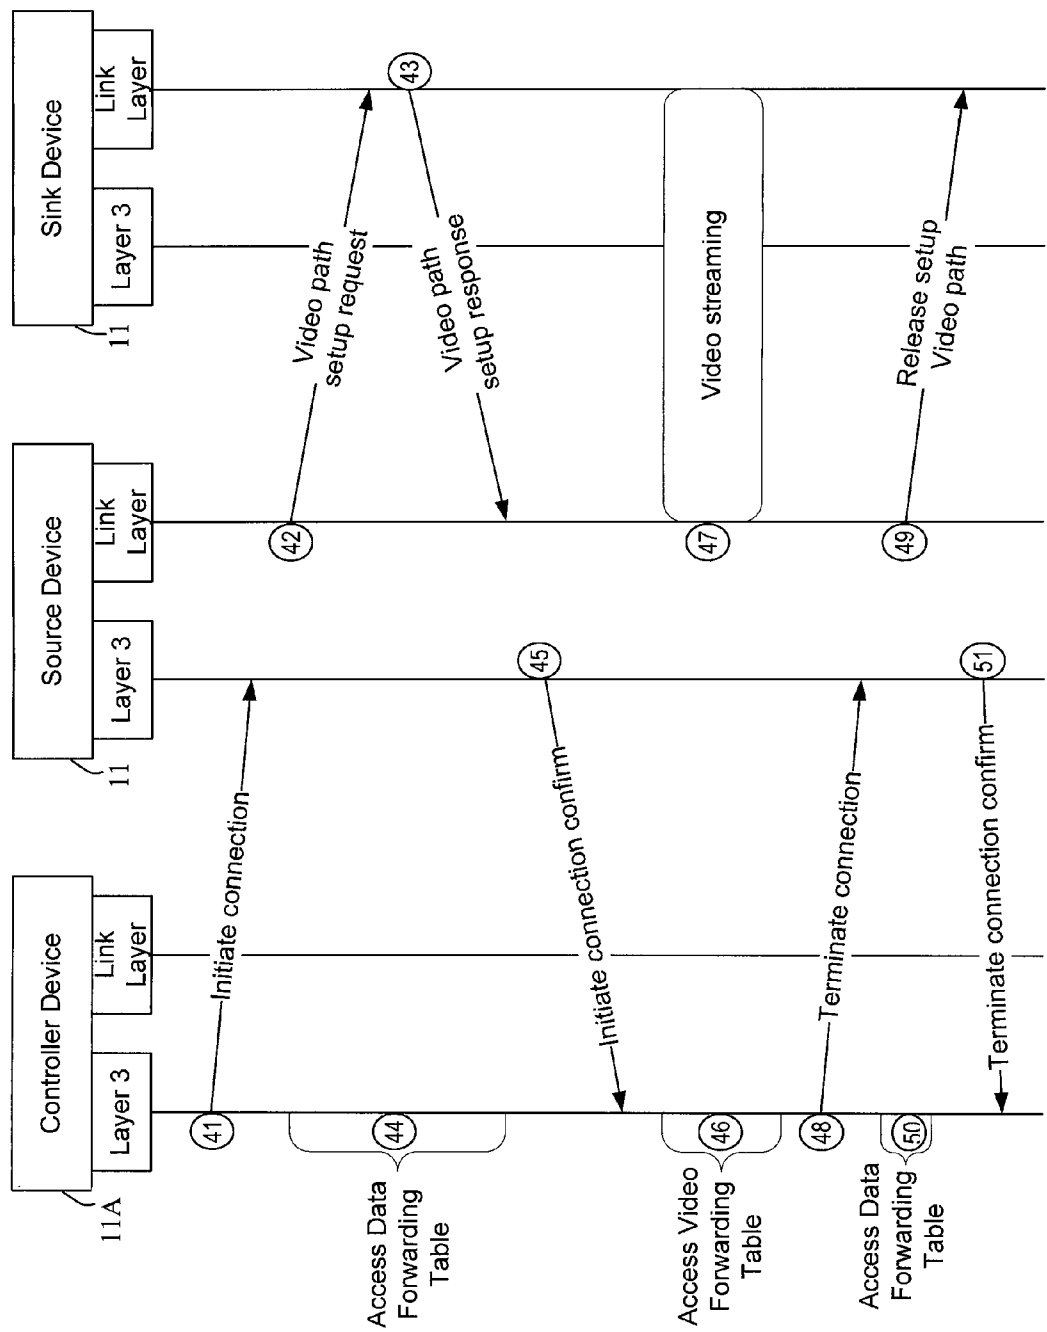 Controller Device
Layer 3
Link
Layer
11A
Source Device
Layer 3
Link
Layer
11
Sink Device
Layer 3
Link
Layer
11
41
Initiate connection
42
Video path
setup request
43
Video path
setup response
44
Access Data
Forwarding
Table
45
Initiate connection confirm
46
Access Video
Forwarding
Table
47
Video streaming
48
Terminate connection
49
Release setup
Video path
50
Access Data
Forwarding
Table
51
Terminate connection confirm